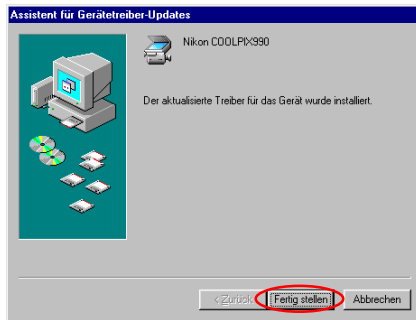 Assistent für Gerätetreiber-Updates
Nikon COOLPIX990
Der aktualisierte Treiber für das Gerät wurde installiert.
< Zurück
Fertig stellen
Abbrechen